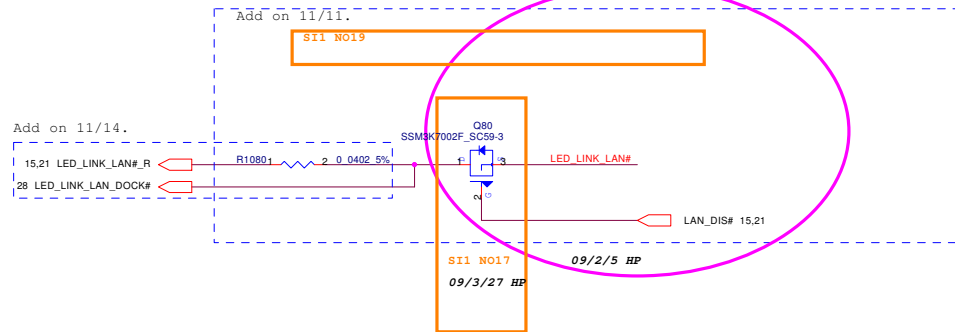 Add on 11/11.
SI1 NO19
Add on 11/14.
Q80
SSM3K7002F_SC59-3
15,21 LED_LINK_LAN#_R
R1080 1 2 0_0402_5%
1 D S 3
LED_LINK_LAN#
28 LED_LINK_LAN_DOCK#
2 G
LAN_DIS# 15,21
SI1 NO17
09/2/5 HP
09/3/27 HP